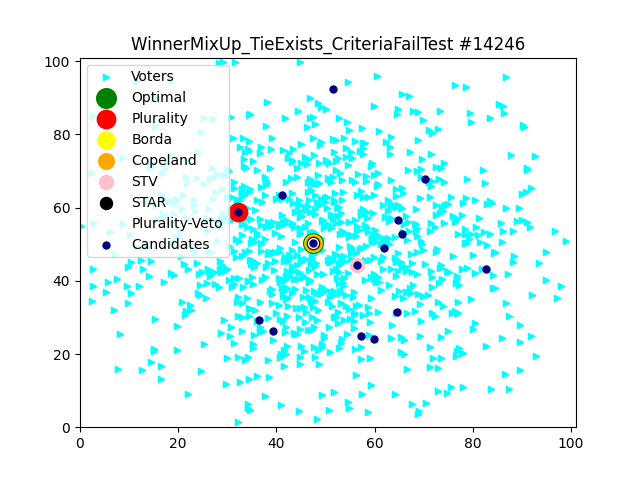 WinnerMixUp_TieExists_CriteriaFailTest #14246
100
80
60
40
20
0
Voters
Optimal
Plurality
Borda
Copeland
STV
STAR
Plurality-Veto
Candidates
0 20 40 60 80 100